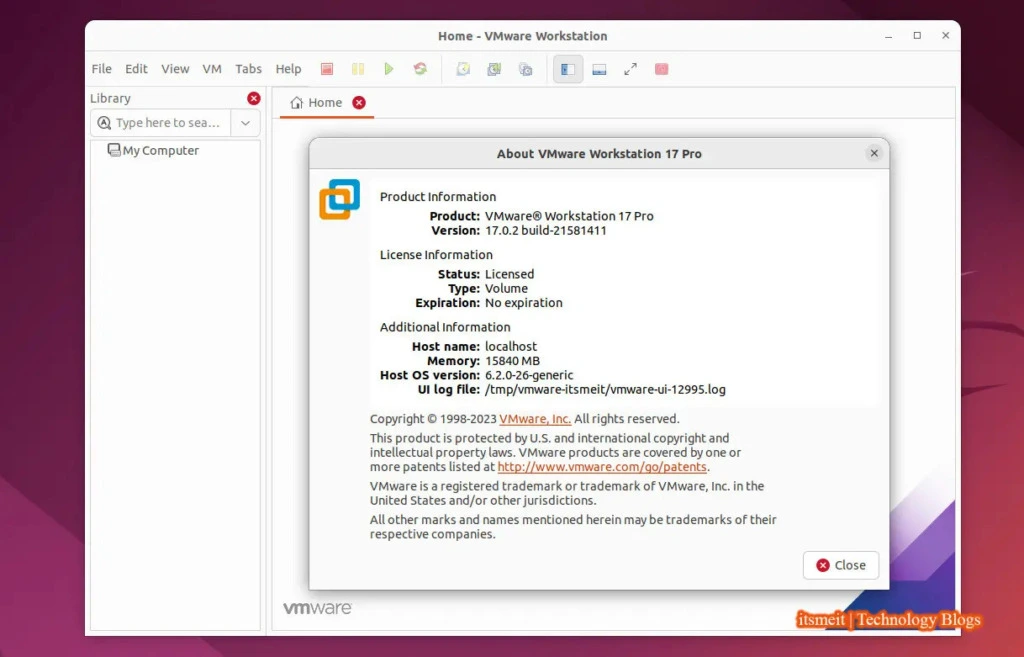 Home - VMware Workstation
File Edit View VM Tabs Help
Library
Type here to sea...
My Computer
Home
About VMware Workstation 17 Pro
Product Information
Product: VMware® Workstation 17 Pro
Version: 17.0.2 build-21581411
License Information
Status: Licensed
Type: Volume
Expiration: No expiration
Additional Information
Host name: localhost
Memory: 15840 MB
Host OS version: 6.2.0-26-generic
UI log file: /tmp/vmware-itsmeit/vmware-ui-12995.log
Copyright © 1998-2023 VMware, Inc. All rights reserved.
This product is protected by U.S. and international copyright and
intellectual property laws. VMware products are covered by one or
more patents listed at http://www.vmware.com/go/patents.
VMware is a registered trademark or trademark of VMware, Inc. in the
United States and/or other jurisdictions.
All other marks and names mentioned herein may be trademarks of their
respective companies.
Close
vmware
itsmeit | Technology Blogs